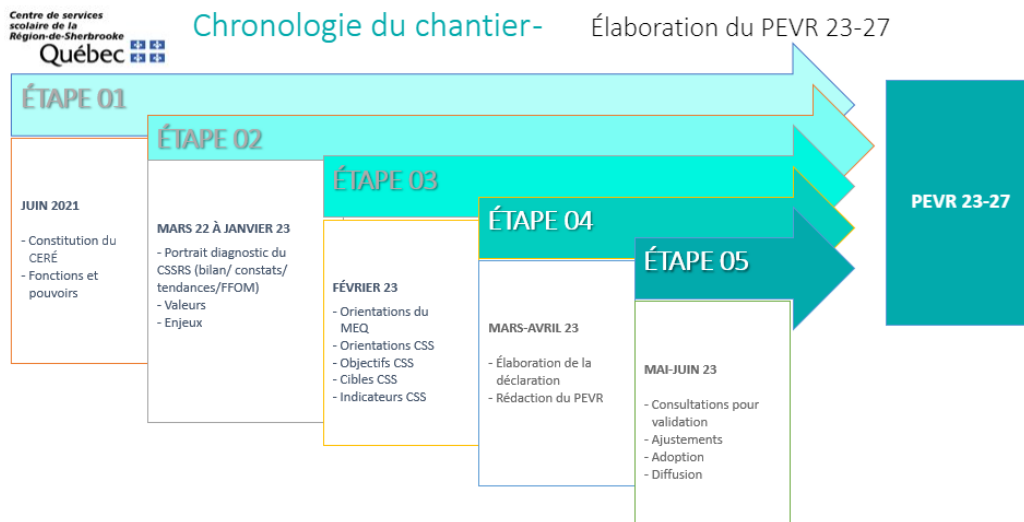 Centre de services
scolaire de la
Région-de-Sherbrooke
Québec
Chronologie du chantier- Élaboration du PEVR 23-27
ÉTAPE 01
JUIN 2021
- Constitution du
CERÉ
- Fonctions et
pouvoirs
ÉTAPE 02
MARS 22 À JANVIER 23
- Portrait diagnostic du
CSSRS (bilan/ constats/
tendances/FFOM)
- Valeurs
- Enjeux
ÉTAPE 03
FÉVRIER 23
- Orientations du
MEQ
- Orientations CSS
- Objectifs CSS
- Cibles CSS
- Indicateurs CSS
ÉTAPE 04
MARS-AVRIL 23
- Élaboration de la
déclaration
- Rédaction du PEVR
ÉTAPE 05
MAI-JUIN 23
- Consultations pour
validation
- Ajustements
- Adoption
- Diffusion
PEVR 23-27